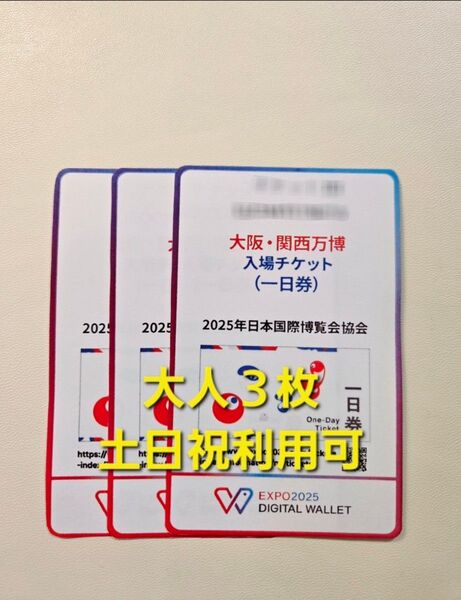 大阪・関西万博
入場チケット
（一日券）
2025年日本国際博覧会協会
2025
2025
大人３枚
一日券
One-Day
Ticket
土日祝利用可
EXPO2025
DIGITAL WALLET